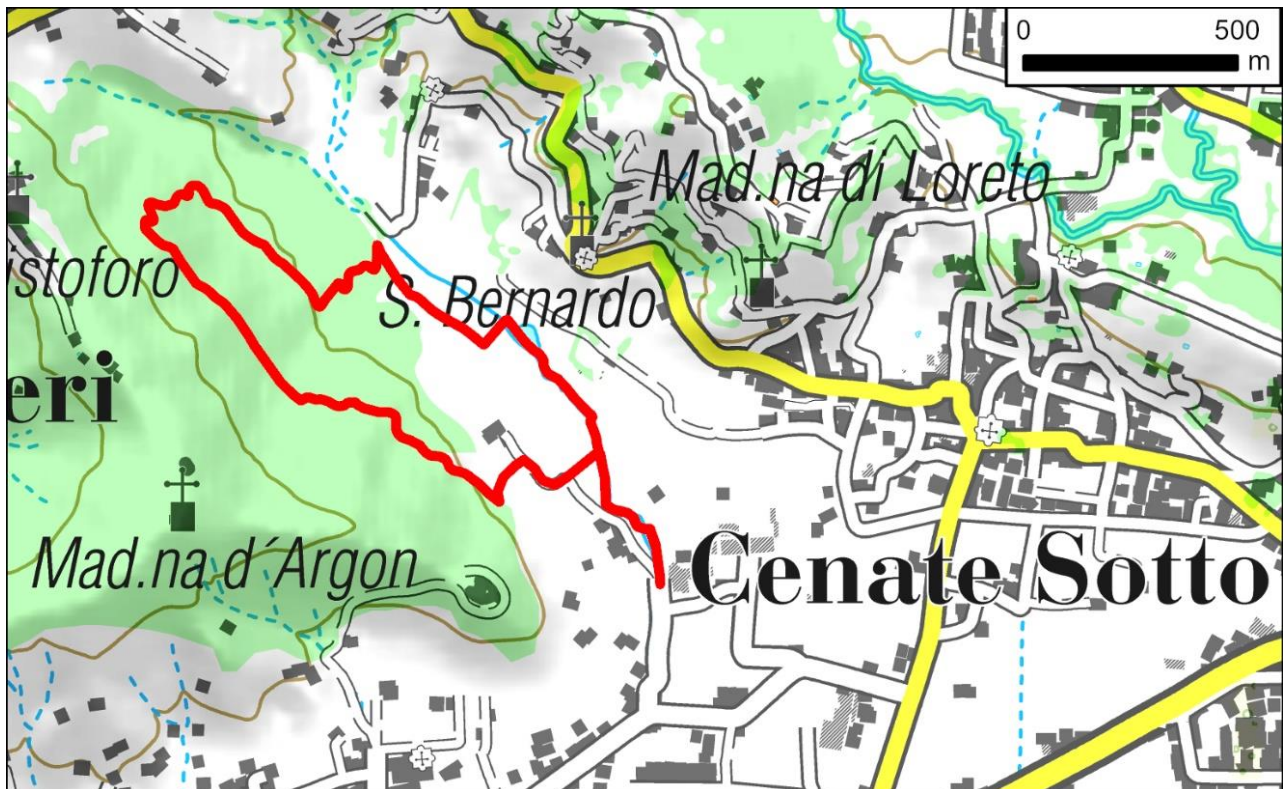 0 500
m
Mad.na di Loreto
istoforo
S. Bernardo
eri
Mad.na d´Argon
Cenate Sotto